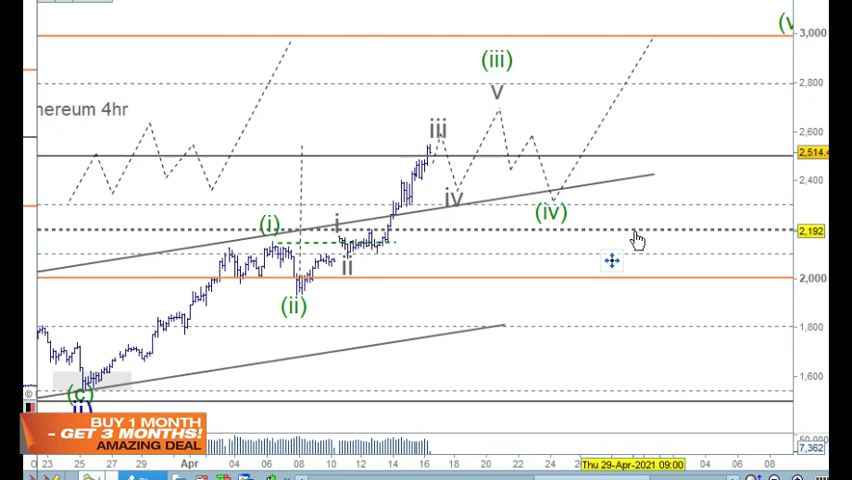 (v
3,000
(iii)
2,800
v
hereum 4hr
iii
2,600
2,514.4
2,400
iv
(iv)
(i)
i
2,192
ii
2,000
(ii)
1,800
1,600
(c)
ii)
©
BUY 1 MONTH
- GET 3 MONTHS!
AMAZING DEAL
50,000
7,362
23 25 27 29 Apr 04 06 08 10 12 14 16 18 20 22 24 Thu 29-Apr-2021 09:00 04 06 08